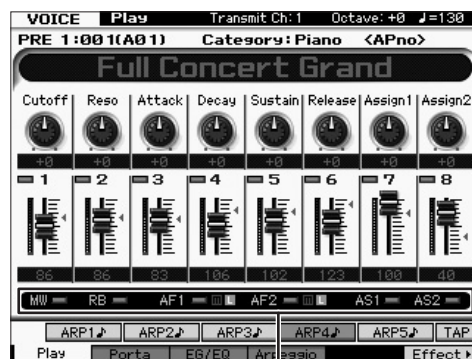 VOICE Play Transmit Ch:1 Octave:+0 ♩=130
PRE 1:001(A01) Category:Piano <APno>
Full Concert Grand
Cutoff Reso Attack Decay Sustain Release Assign1 Assign2
+0 +0 +0 +0 +0 +0 +0 +0
1 2 3 4 5 6 7 8
86 86 83 106 102 123 100 40
MW RB AF1 m L AF2 m L AS1 AS2
ARP1♪ ARP2♪ ARP3♪ ARP4♪ ARP5♪ TAP
Play Porta EG/EQ Arpeggio Effect